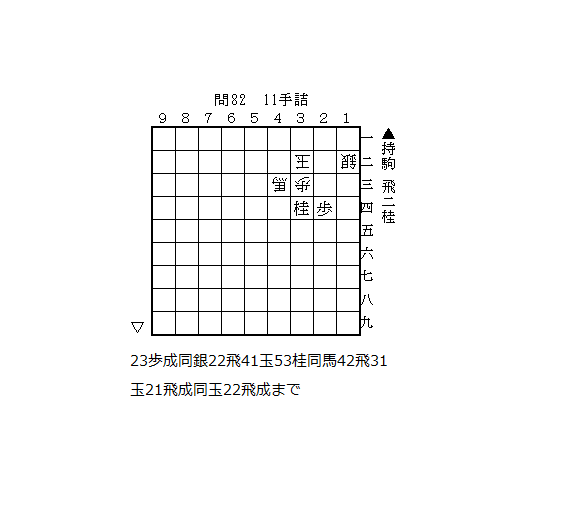 問82 11手詰
9 8 7 6 5 4 3 2 1
一
二
三
四
五
六
七
八
九
玉 銀
馬 歩
桂 歩
▲持駒 飛二桂
▽
23歩成同銀22飛41玉53桂同馬42飛31
玉21飛成同玉22飛成まで